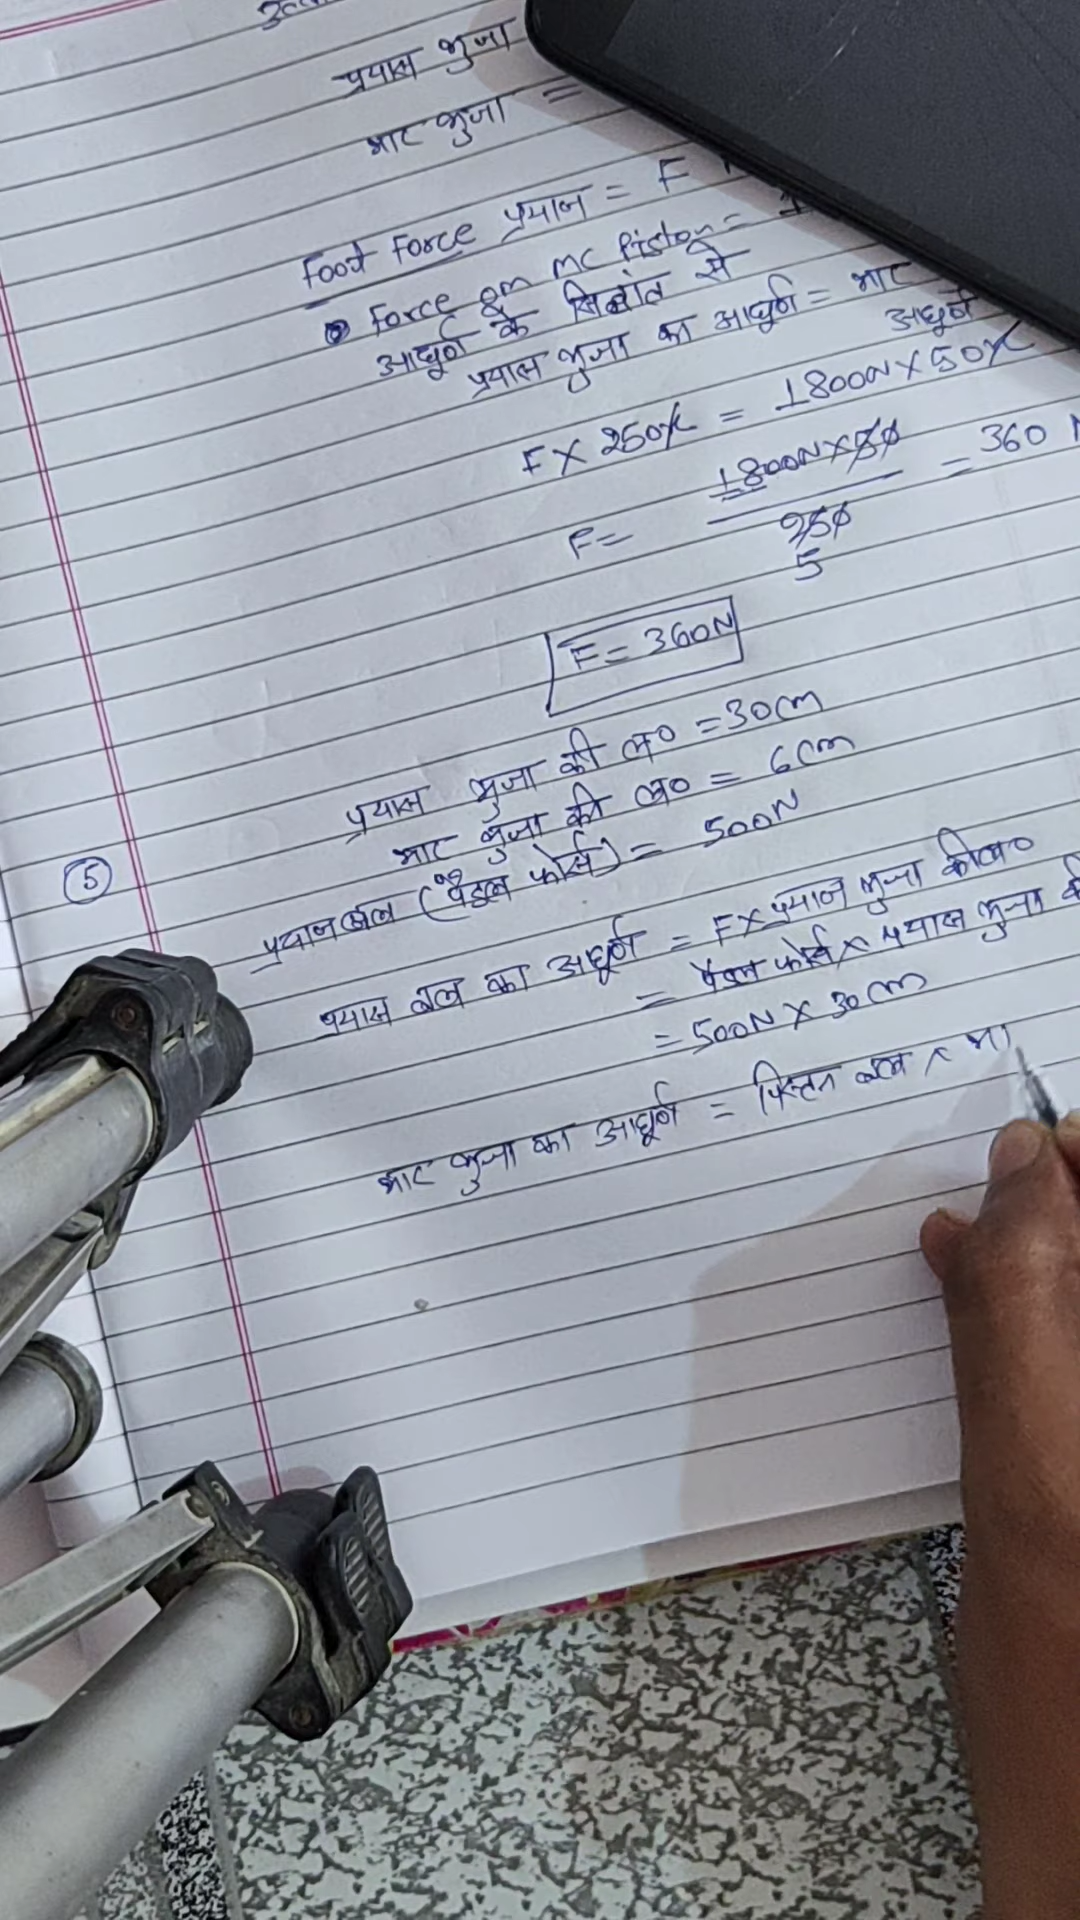 प्रयास भुजा
भार भुजा =
Foot Force प्रयास = F
Force on MC Piston =
आघूर्ण के सिद्धांत से
प्रयास भुजा का आघूर्ण = भार
आघूर्ण
F X 250 = 1800N X 50
F = 1800N X 50 / 250 = 360 N
5
F = 360N
प्रयास भुजा की ल० = 30cm
भार भुजा की ल० = 6cm
5
प्रयास बल (पैडल फोर्स) = 500N
प्रयास बल का आघूर्ण = F X प्रयास भुजा की ल०
= पैडल फोर्स X प्रयास भुजा की
= 500N X 30cm
भार भुजा का आघूर्ण = पिस्टन बल X भा